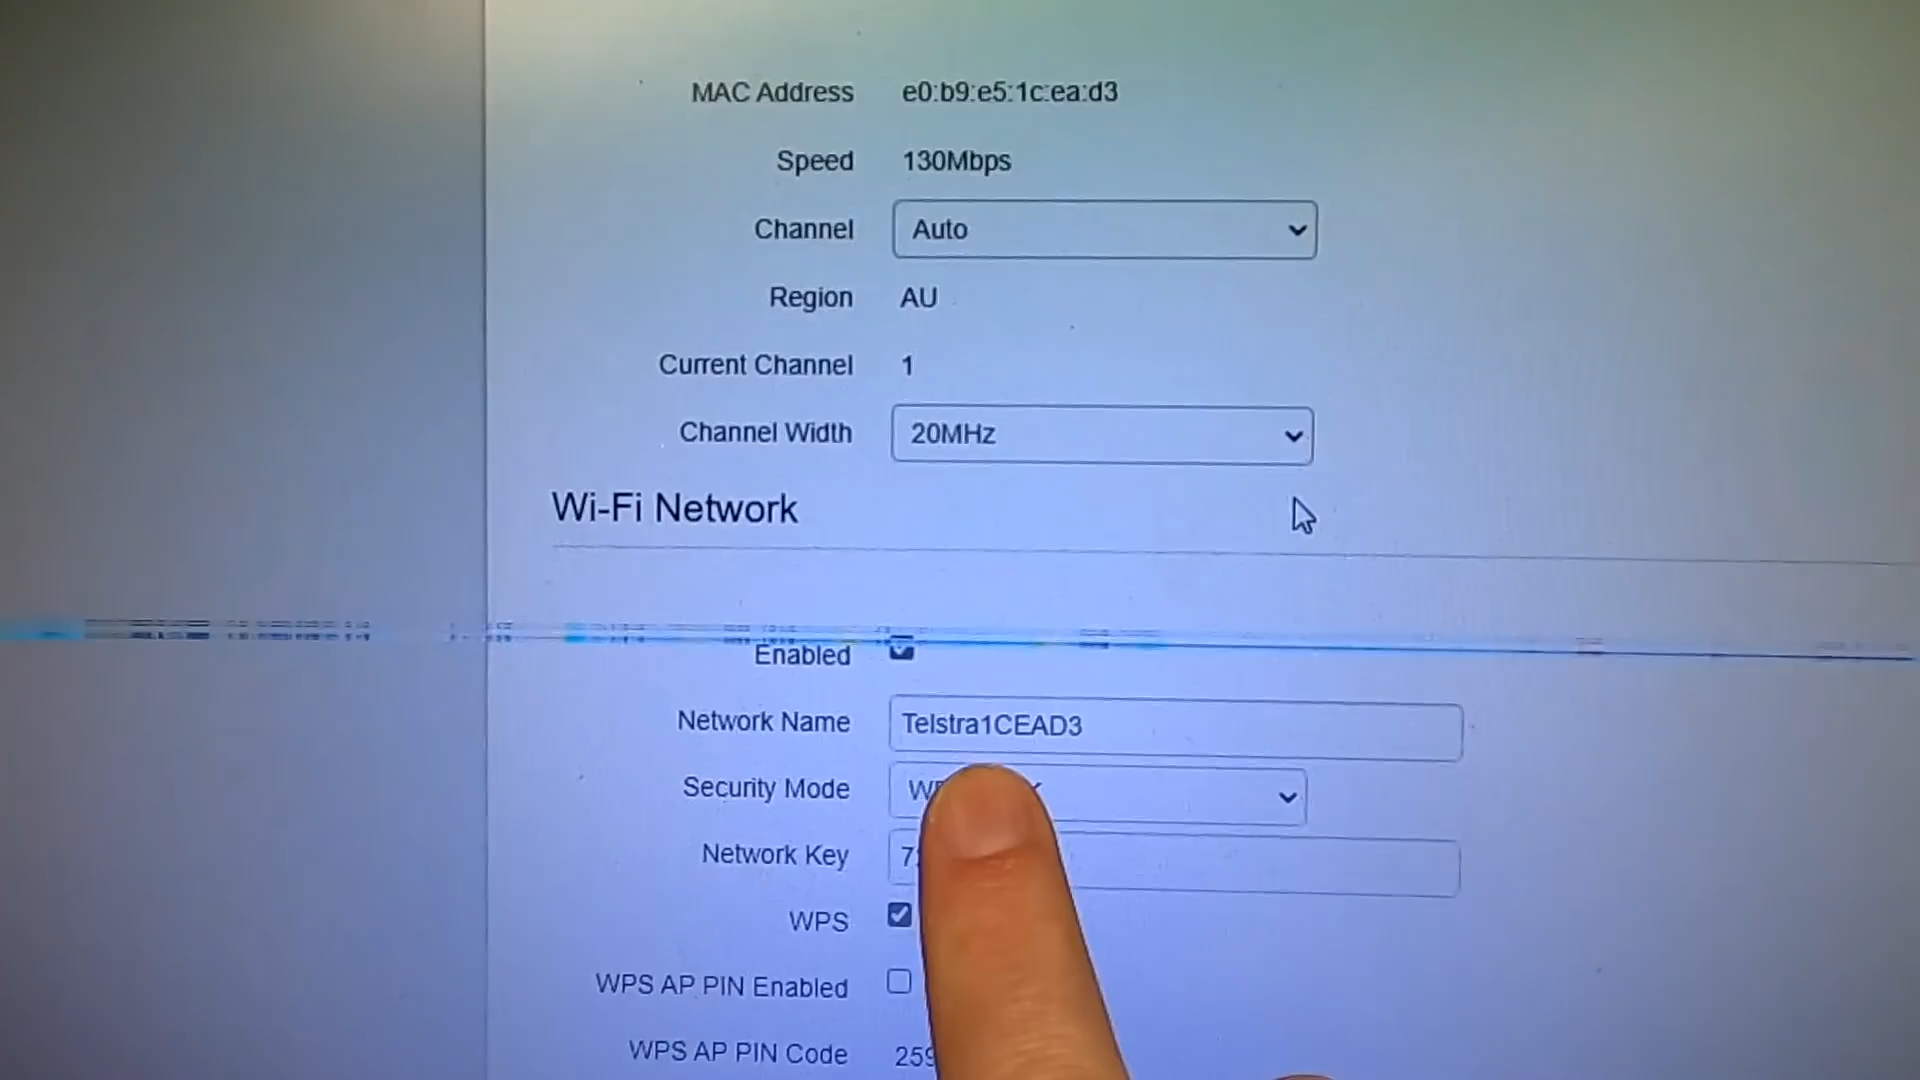 MAC Address e0:b9:e5:1c:ea:d3
Speed 130Mbps
Channel Auto
Region AU
Current Channel 1
Channel Width 20MHz
Wi-Fi Network
Enabled
Network Name Telstra1CEAD3
Security Mode
Network Key
WPS
WPS AP PIN Enabled
WPS AP PIN Code